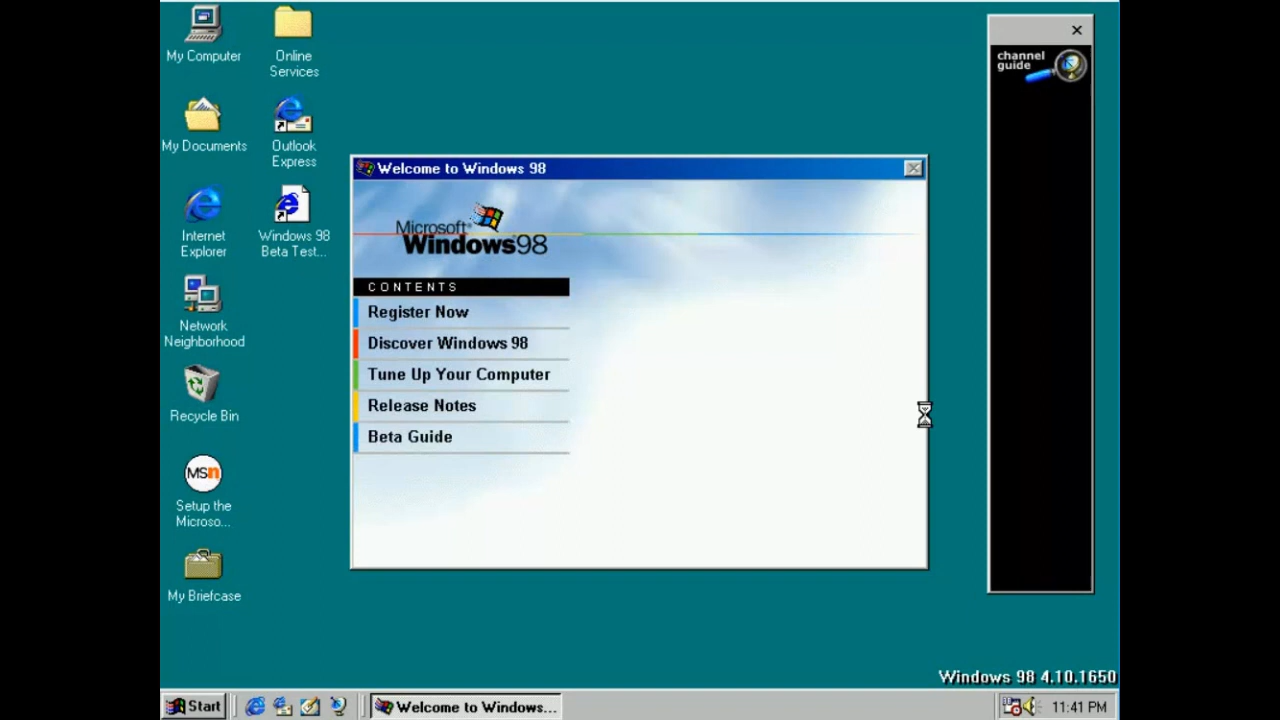 My Computer
Online
Services
My Documents
Outlook
Express
Internet
Explorer
Windows 98
Beta Test...
Network
Neighborhood
Recycle Bin
MSn
Setup the
Microso...
My Briefcase
Welcome to Windows 98
Microsoft
Windows98
CONTENTS
Register Now
Discover Windows 98
Tune Up Your Computer
Release Notes
Beta Guide
channel
guide
Windows 98 4.10.1650
Start
Welcome to Windows...
11:41 PM